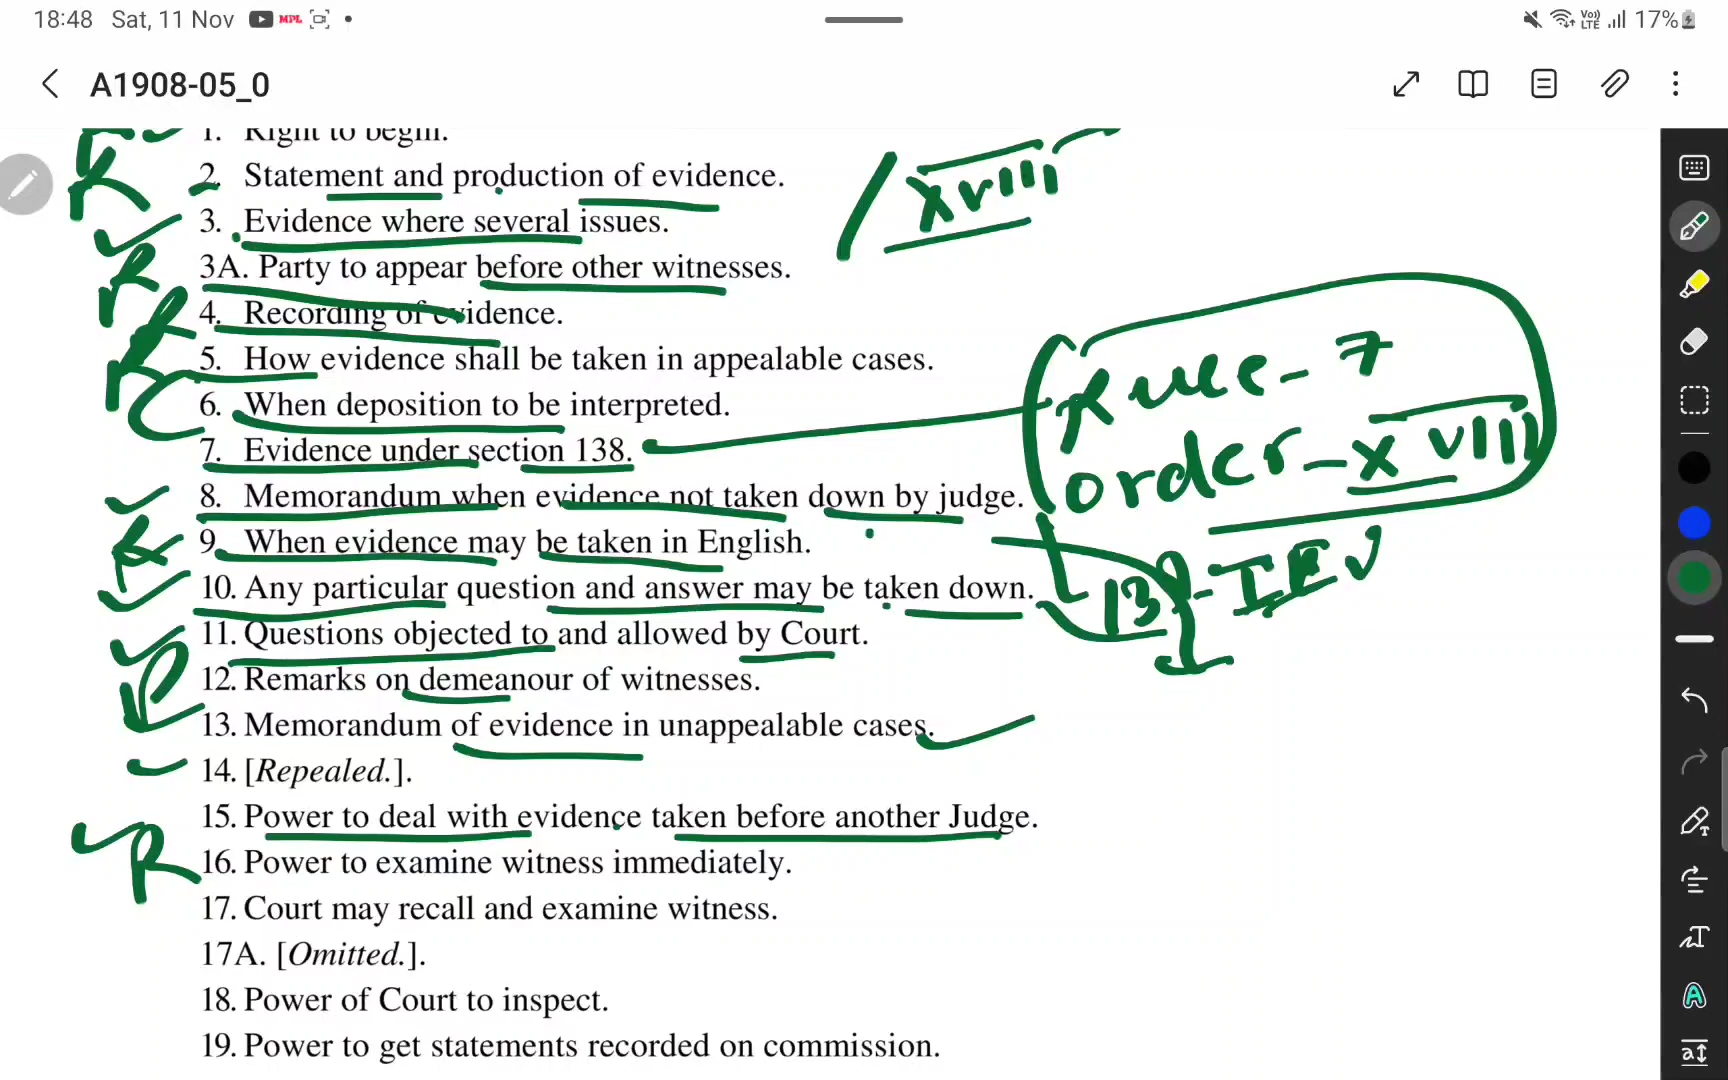 18:48 Sat, 11 Nov MPL 17%
A1908-05_0
1. Right to begin.
2. Statement and production of evidence.
XVIII
3. Evidence where several issues.
3A. Party to appear before other witnesses.
4. Recording of evidence.
5. How evidence shall be taken in appealable cases.
Rule-7
6. When deposition to be interpreted.
7. Evidence under section 138.
order-XVIII
8. Memorandum when evidence not taken down by judge.
9. When evidence may be taken in English.
10. Any particular question and answer may be taken down.
11. Questions objected to and allowed by Court.
12. Remarks on demeanour of witnesses.
13. Memorandum of evidence in unappealable cases.
14. [Repealed.].
15. Power to deal with evidence taken before another Judge.
16. Power to examine witness immediately.
17. Court may recall and examine witness.
17A. [Omitted.].
18. Power of Court to inspect.
19. Power to get statements recorded on commission.